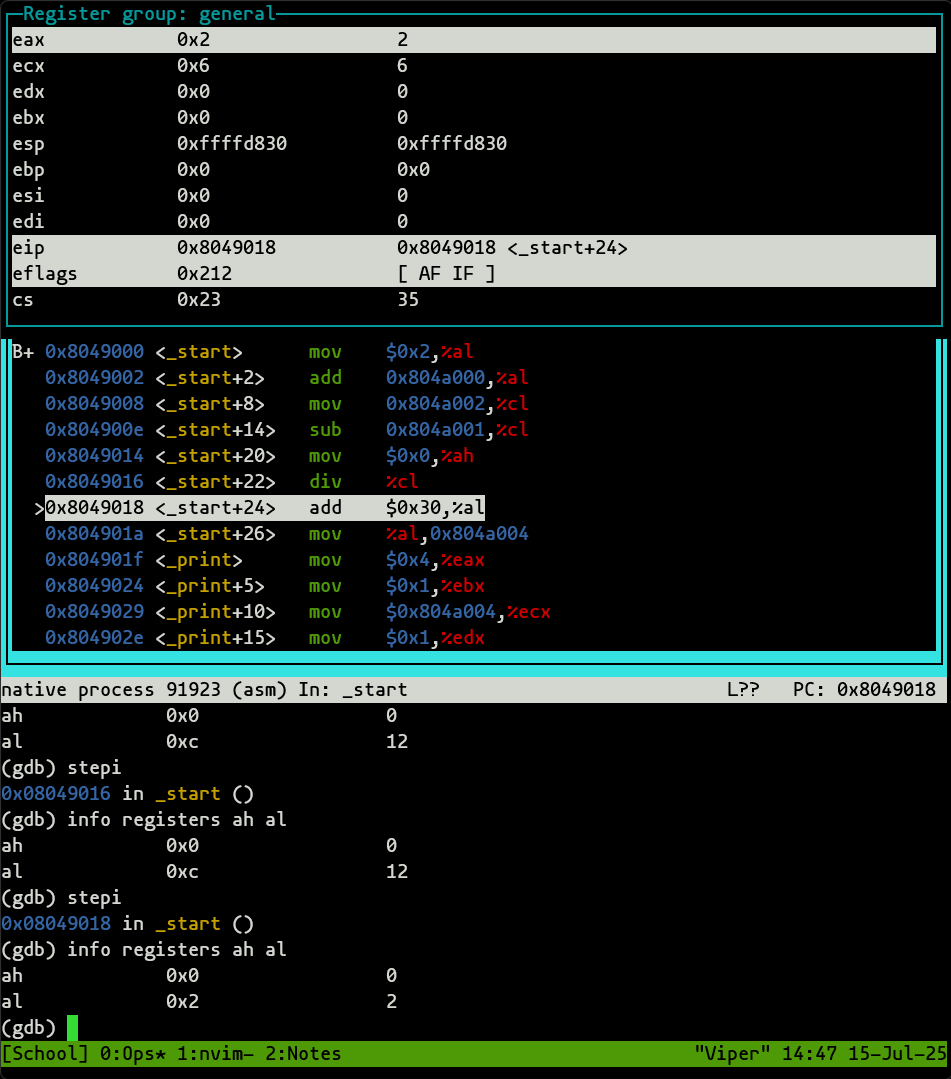 Register group: general
eax 0x2 2
ecx 0x6 6
edx 0x0 0
ebx 0x0 0
esp 0xffffd830 0xffffd830
ebp 0x0 0x0
esi 0x0 0
edi 0x0 0
eip 0x8049018 0x8049018 <_start+24>
eflags 0x212 [ AF IF ]
cs 0x23 35
B+ 0x8049000 <_start> mov $0x2,%al
0x8049002 <_start+2> add 0x804a000,%al
0x8049008 <_start+8> mov 0x804a002,%cl
0x804900e <_start+14> sub 0x804a001,%cl
0x8049014 <_start+20> mov $0x0,%ah
0x8049016 <_start+22> div %cl
>0x8049018 <_start+24> add $0x30,%al
0x804901a <_start+26> mov %al,0x804a004
0x804901f <_print> mov $0x4,%eax
0x8049024 <_print+5> mov $0x1,%ebx
0x8049029 <_print+10> mov $0x804a004,%ecx
0x804902e <_print+15> mov $0x1,%edx
native process 91923 (asm) In: _start L?? PC: 0x8049018
ah 0x0 0
al 0xc 12
(gdb) stepi
0x08049016 in _start ()
(gdb) info registers ah al
ah 0x0 0
al 0xc 12
(gdb) stepi
0x08049018 in _start ()
(gdb) info registers ah al
ah 0x0 0
al 0x2 2
(gdb)
[School] 0:Ops* 1:nvim- 2:Notes "Viper" 14:47 15-Jul-25